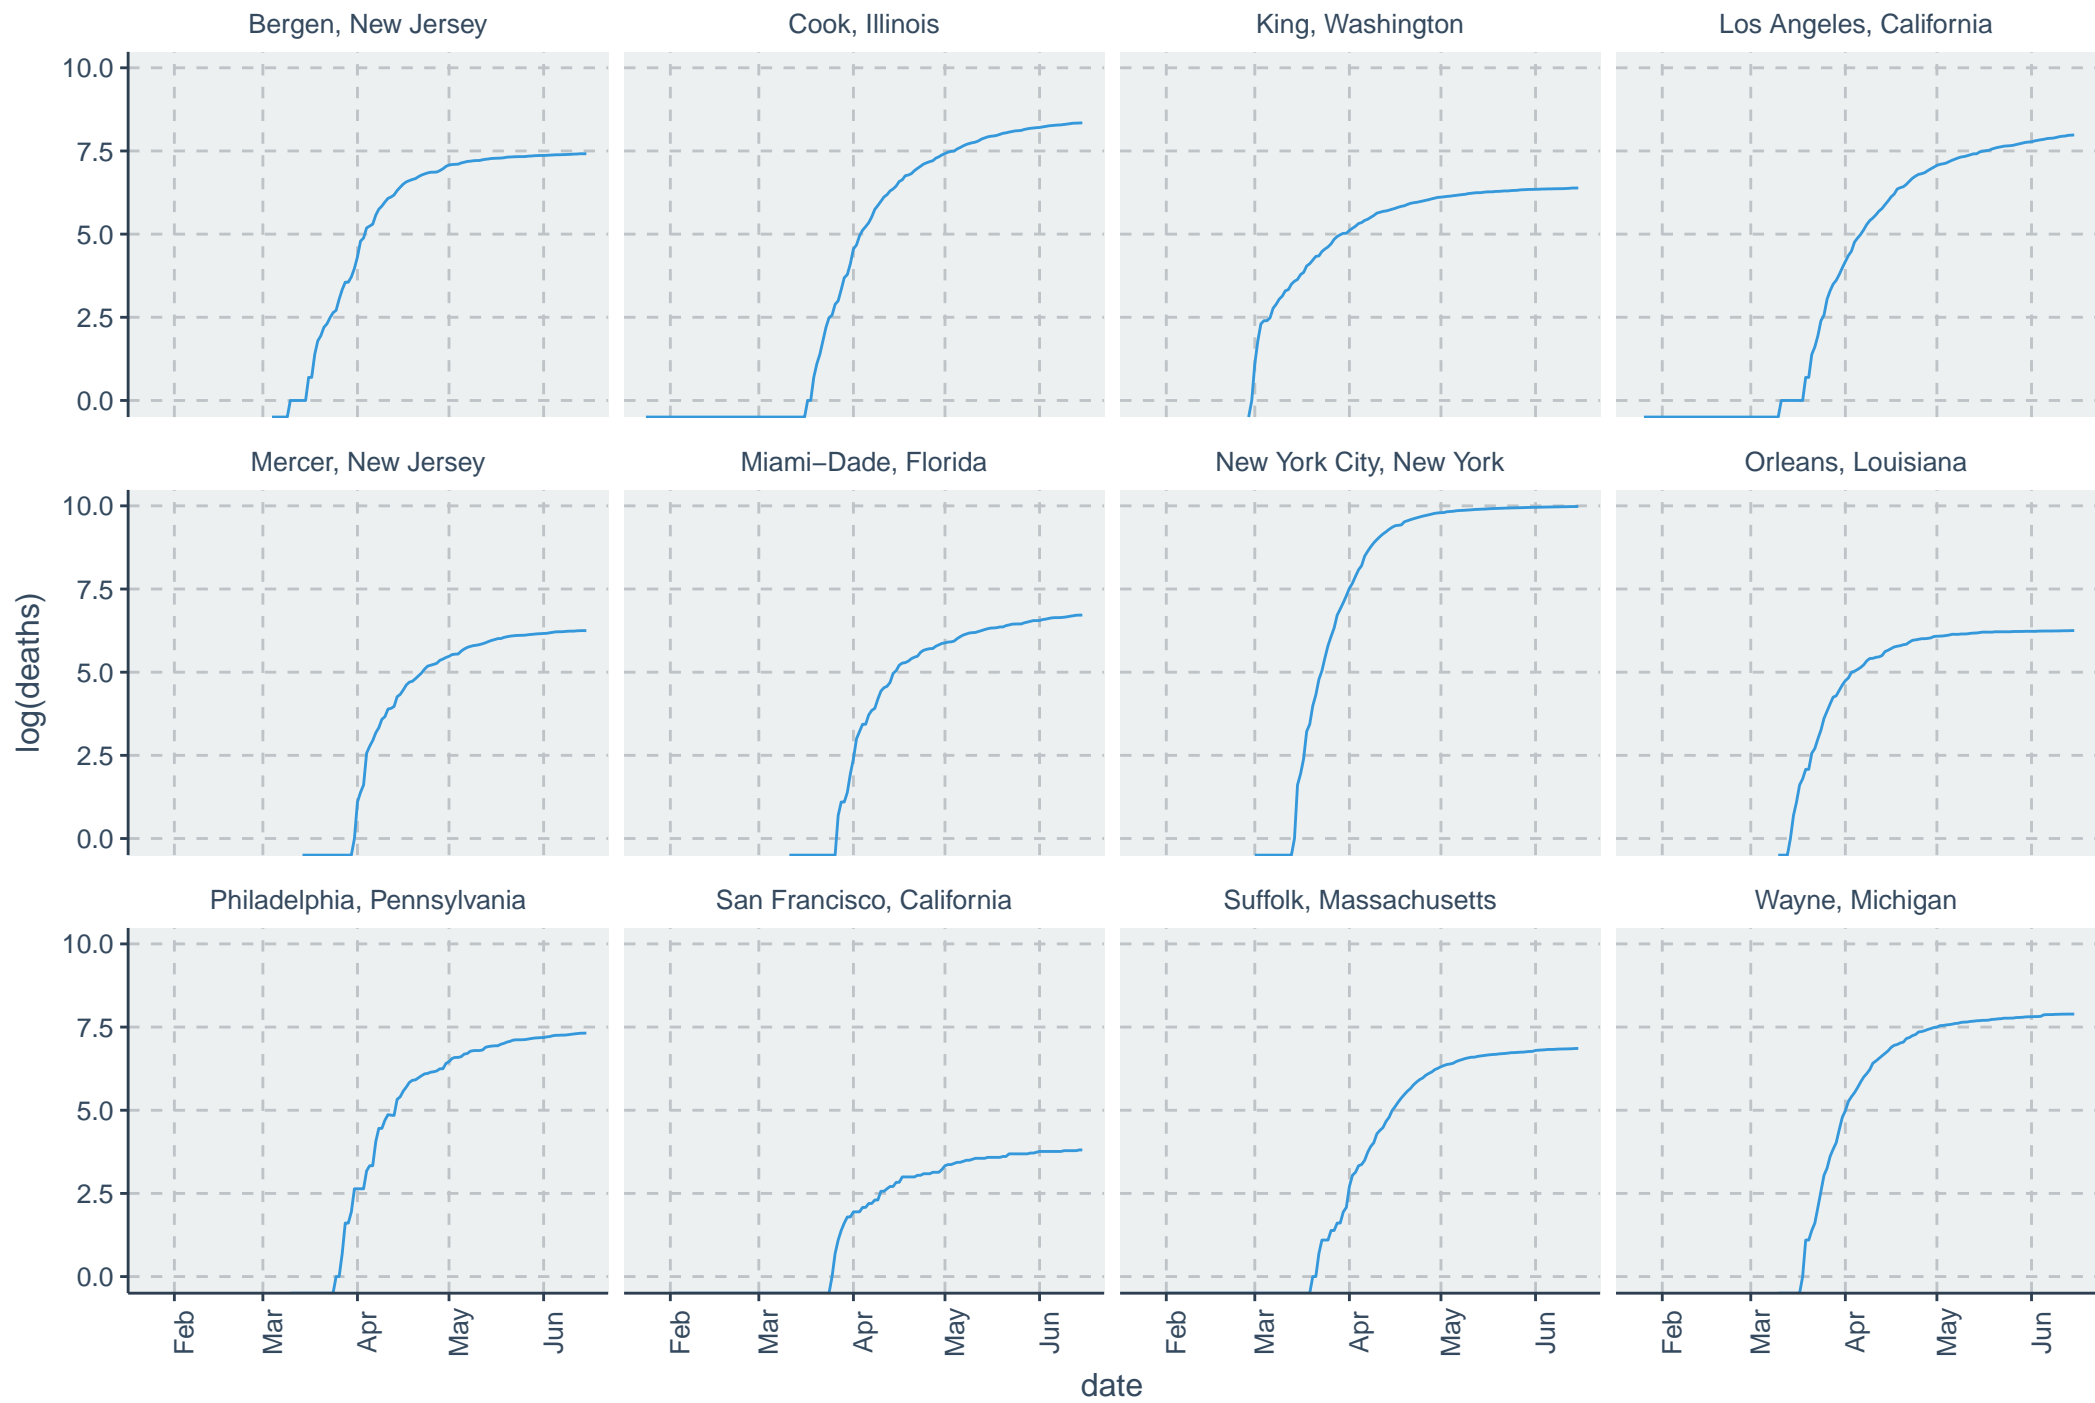 Bergen, New Jersey
Cook, Illinois
King, Washington
Los Angeles, California
10.0
7.5
5.0
2.5
0.0
Mercer, New Jersey
Miami−Dade, Florida
New York City, New York
Orleans, Louisiana
10.0
7.5
5.0
2.5
0.0
log(deaths)
Philadelphia, Pennsylvania
San Francisco, California
Suffolk, Massachusetts
Wayne, Michigan
10.0
7.5
5.0
2.5
0.0
Feb
Mar
Apr
May
Jun
Feb
Mar
Apr
May
Jun
Feb
Mar
Apr
May
Jun
Feb
Mar
Apr
May
Jun
date